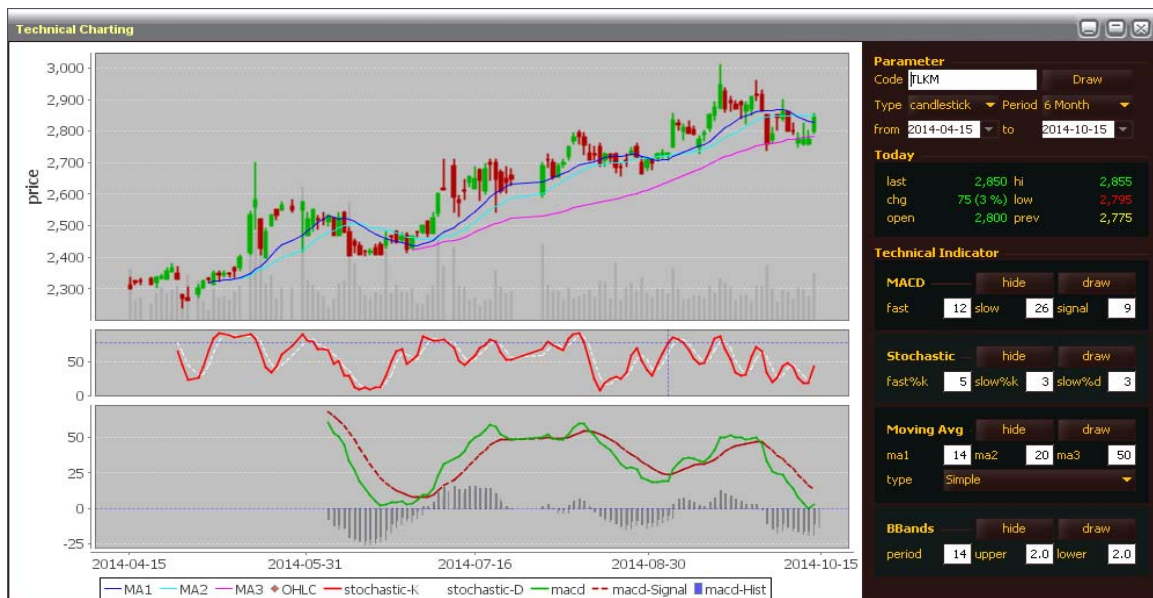 Technical Charting
price
3,000
2,900
2,800
2,700
2,600
2,500
2,400
2,300
50
0
50
25
0
-25
2014-04-15 2014-05-31 2014-07-16 2014-08-30 2014-10-15
MA1 MA2 MA3 OHLC stochastic-K stochastic-D macd macd-Signal macd-Hist
Parameter
Code TLKM Draw
Type candlestick Period 6 Month
from 2014-04-15 to 2014-10-15
Today
last 2,850 hi 2,855
chg 75 (3 %) low 2,795
open 2,800 prev 2,775
Technical Indicator
MACD hide draw
fast 12 slow 26 signal 9
Stochastic hide draw
fast%k 5 slow%k 3 slow%d 3
Moving Avg hide draw
ma1 14 ma2 20 ma3 50
type Simple
BBands hide draw
period 14 upper 2.0 lower 2.0